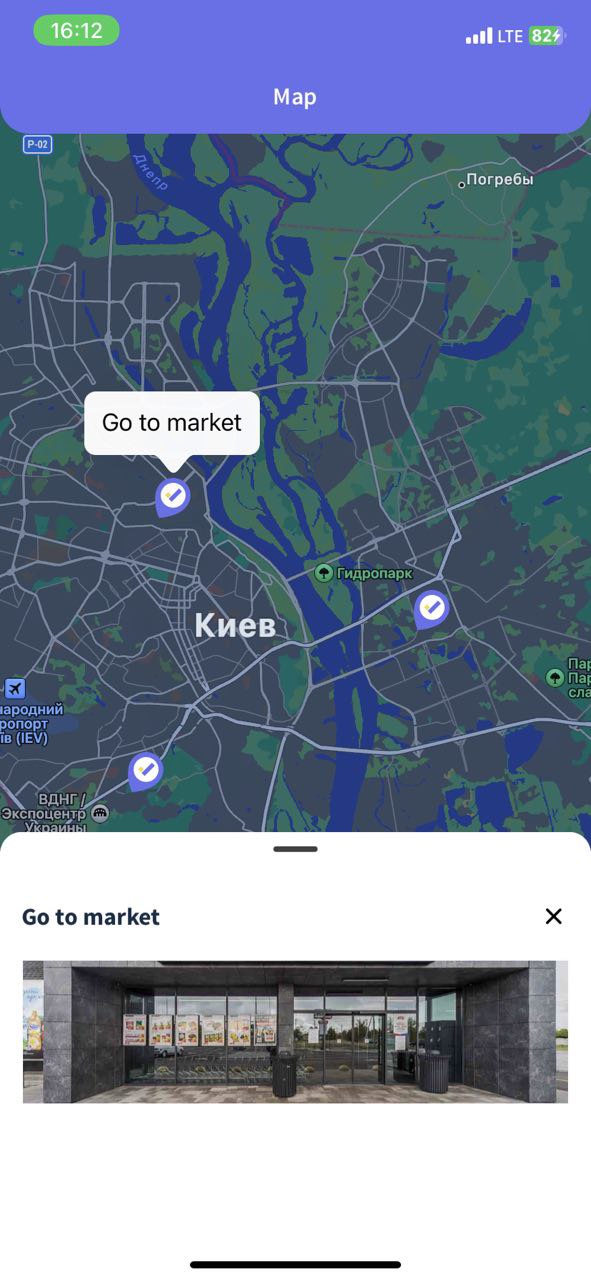 16:12
LTE
82
Map
P-02
Днепр
Погребы
Go to market
Гидропарк
Киев
Пар
Пар
сла
народний
ропорт
їв (IEV)
ВДНГ /
Экспоцентр
Украины
Go to market